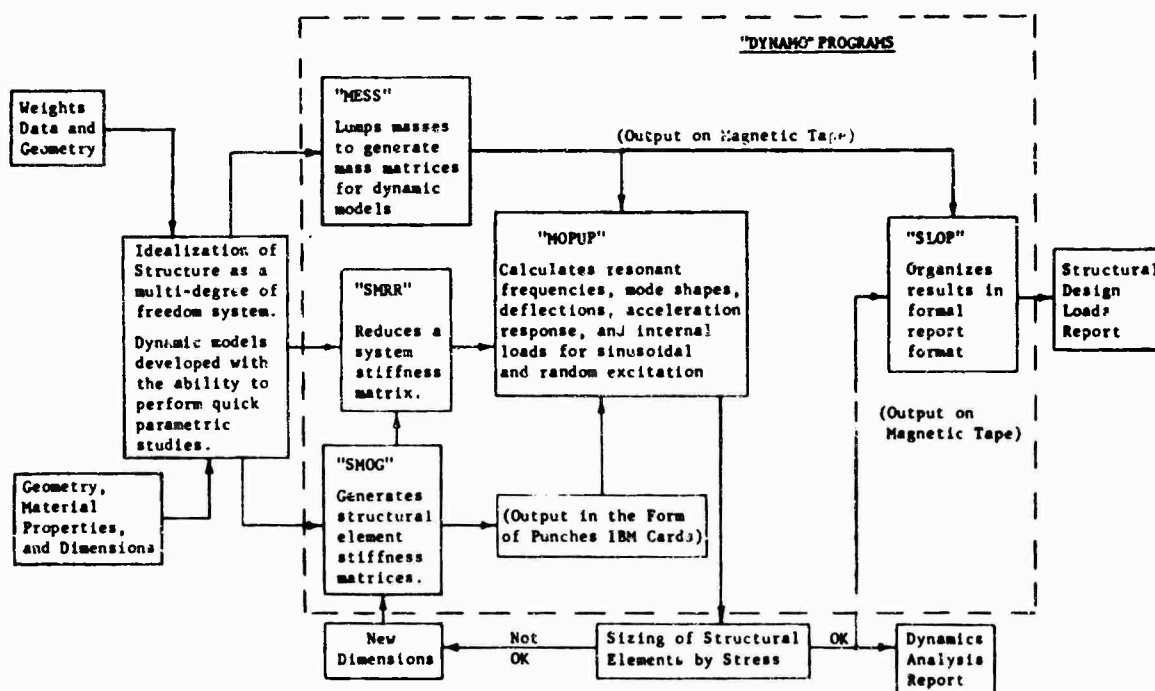 "DYNAMO" PROGRAMS
Weights
Data and
Geometry
"MESS"
Lumps masses
to generate
mass matrices
for dynamic
models
(Output on Magnetic Tape)
Idealization of
Structure as a
multi-degree of
freedom system.
Dynamic models
developed with
the ability to
perform quick
parametric
studies.
"SMRR"
Reduces a
system
stiffness
matrix.
"MOPUP"
Calculates resonant
frequencies, mode shapes,
deflections, acceleration
response, and internal
loads for sinusoidal
and random excitation
"SLOP"
Organizes
results in
formal
report
format
Structural
Design
Loads
Report
(Output on
Magnetic Tape)
Geometry,
Material
Properties,
and Dimensions
"SMOG"
Generates
structural
element
stiffness
matrices.
(Output in the Form
of Punches IBM Cards)
New
Dimensions
Not
OK
Sizing of Structural
Elements by Stress
OK
Dynamics
Analysis
Report